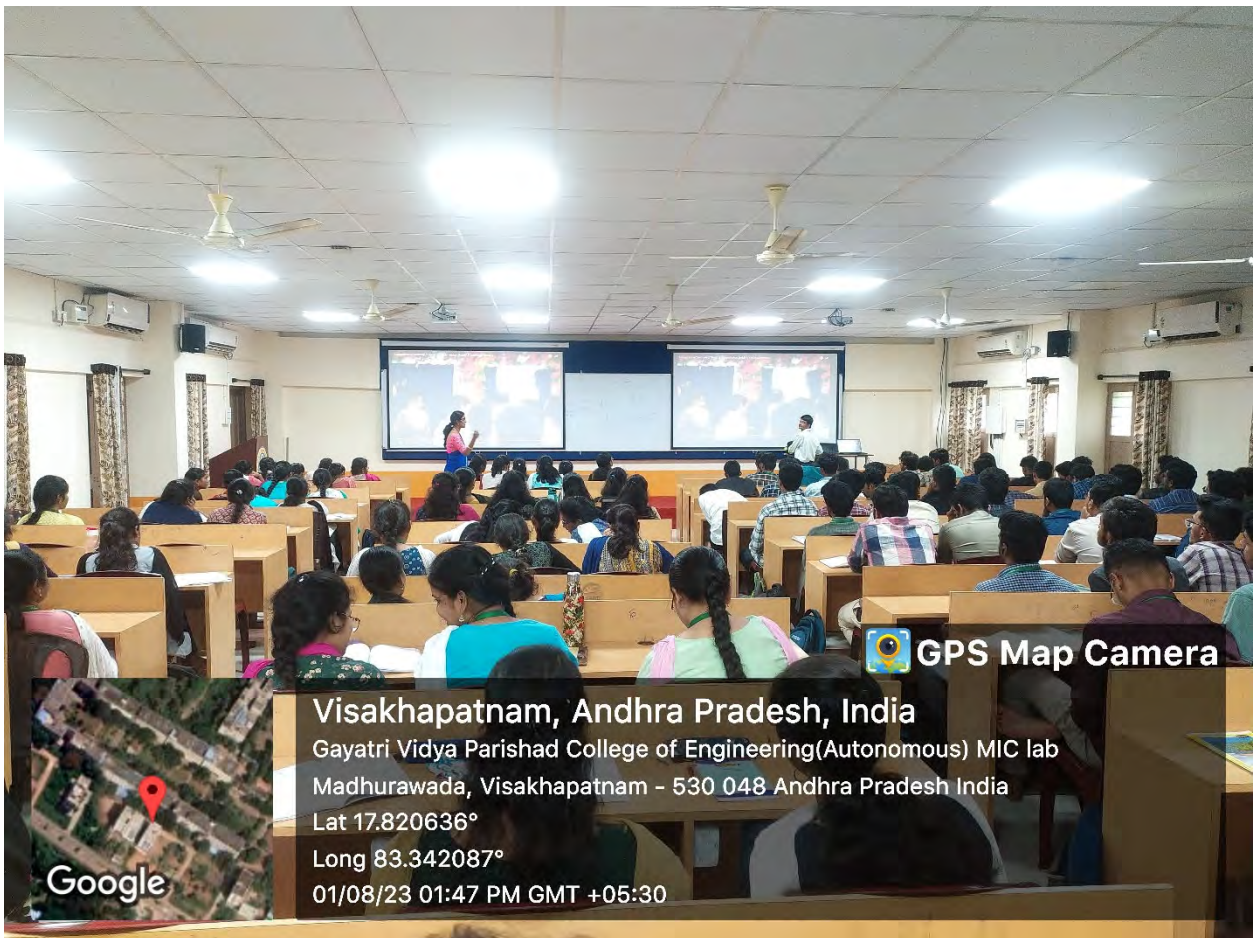 GPS Map Camera
Visakhapatnam, Andhra Pradesh, India
Gayatri Vidya Parishad College of Engineering(Autonomous) MIC lab
Madhurawada, Visakhapatnam - 530 048 Andhra Pradesh India
Lat 17.820636°
Long 83.342087°
01/08/23 01:47 PM GMT +05:30
Google